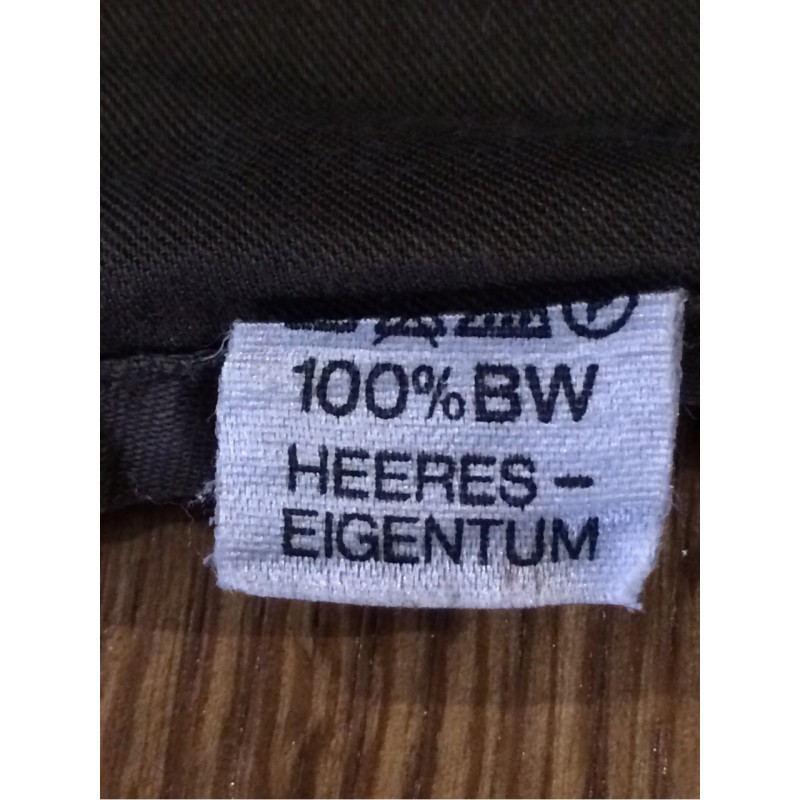 100% BW
HEERES-
EIGENTUM